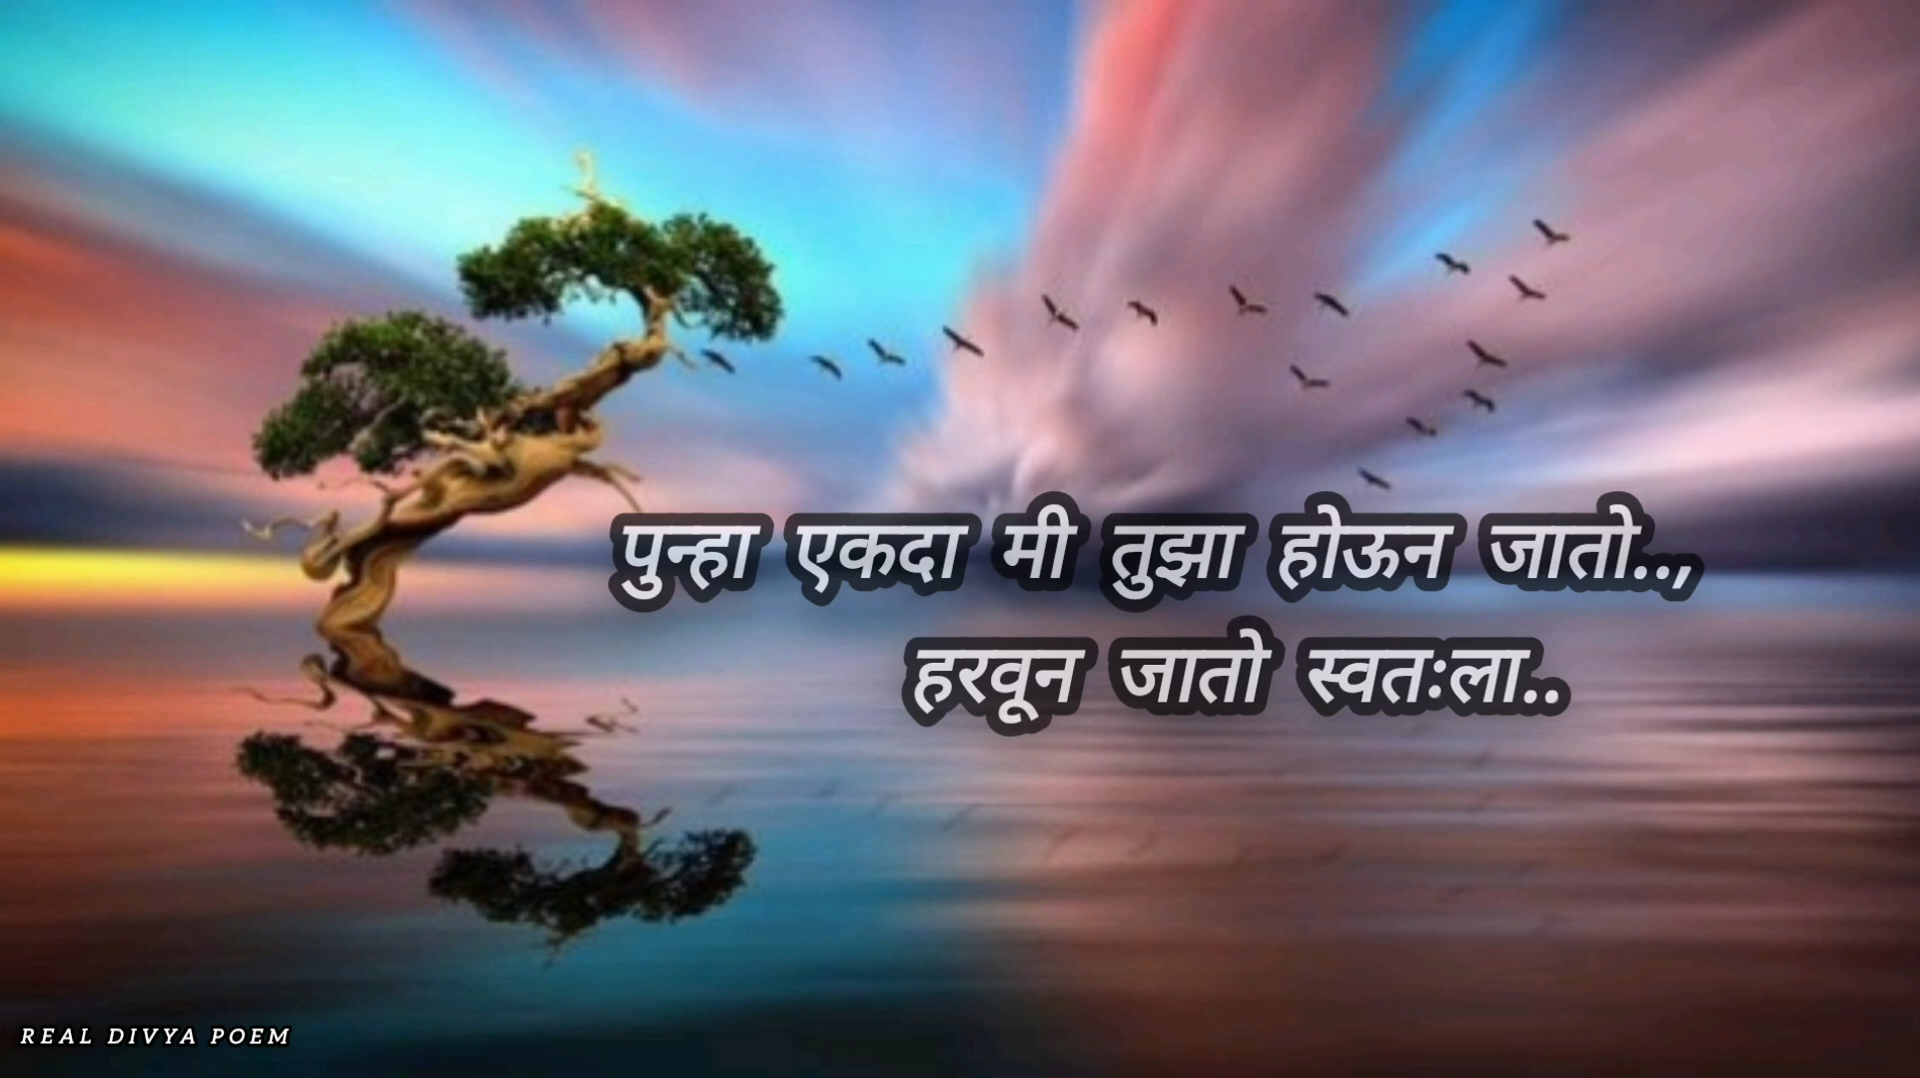 पुन्हा एकदा मी तुझा होऊन जातो..,
हरवून जातो स्वतःला..
REAL DIVYA POEM